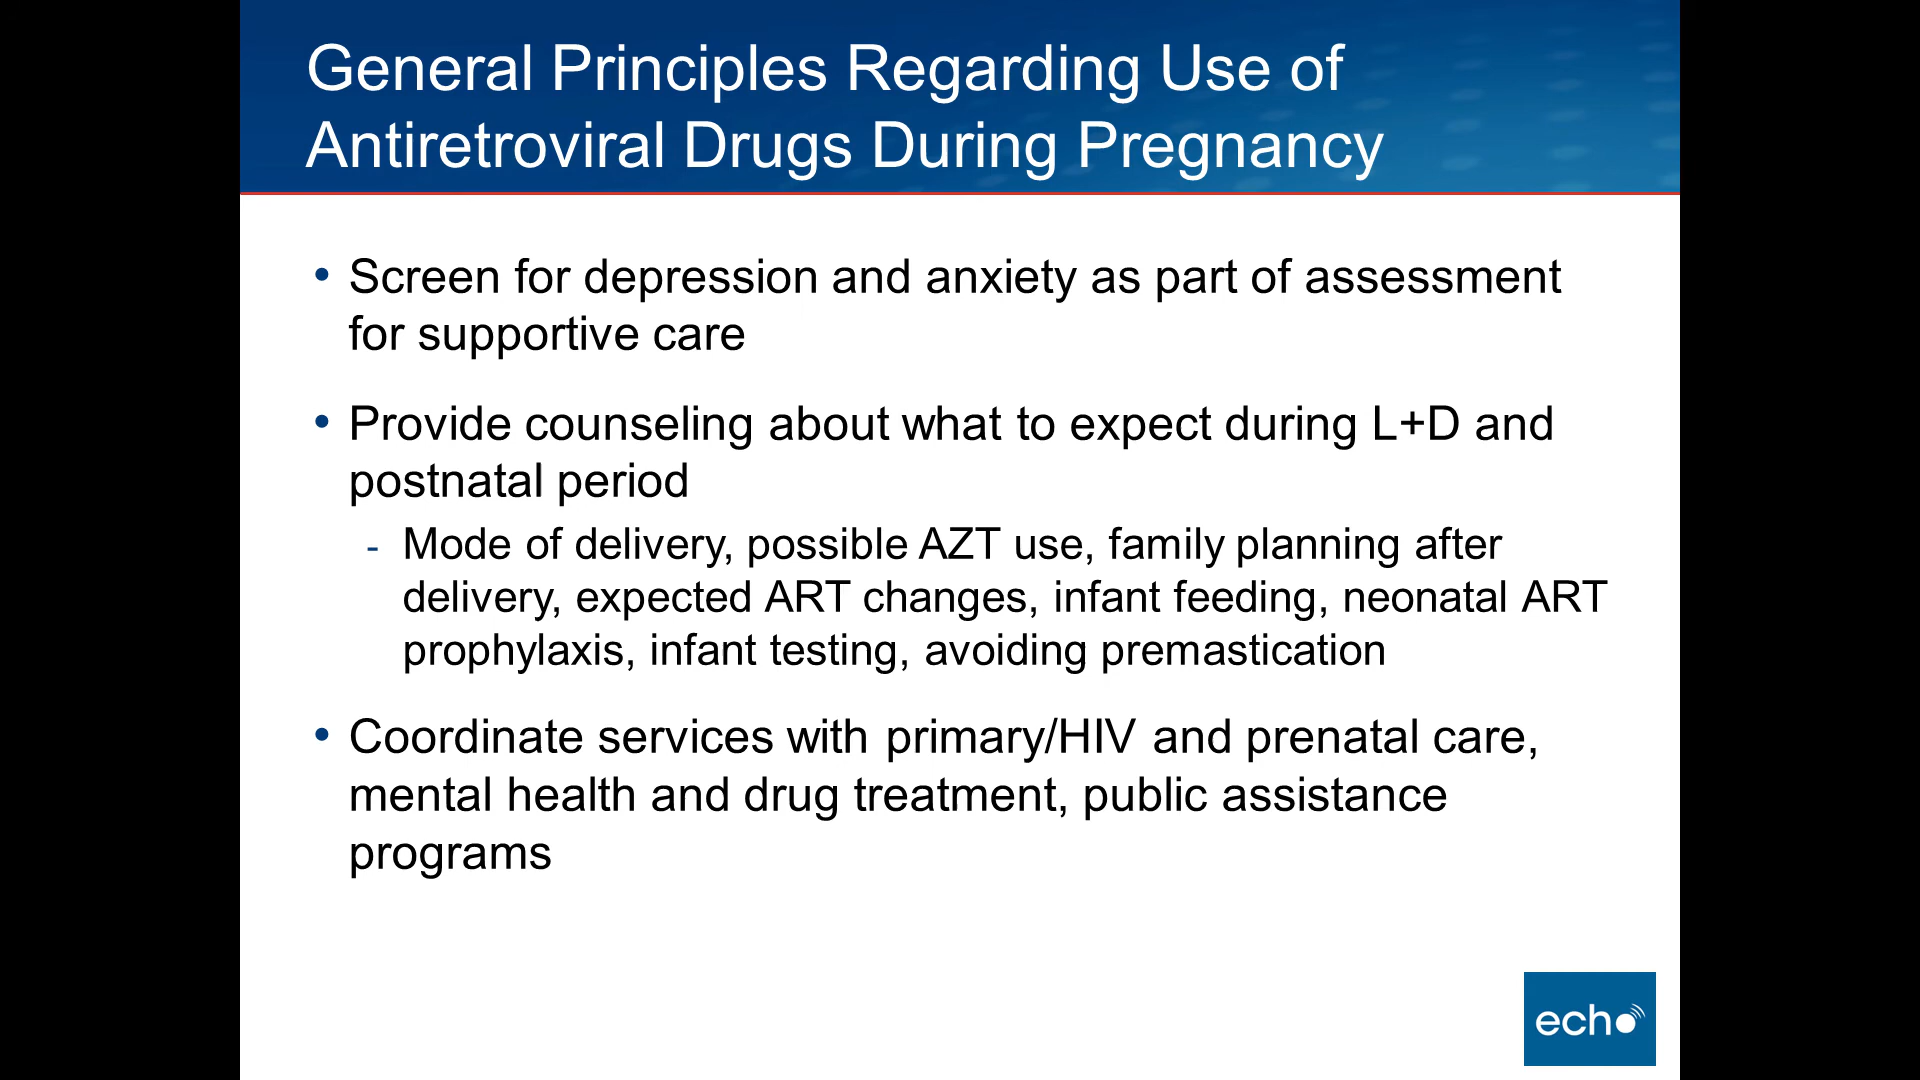 General Principles Regarding Use of
Antiretroviral Drugs During Pregnancy
• Screen for depression and anxiety as part of assessment
for supportive care
• Provide counseling about what to expect during L+D and
postnatal period
- Mode of delivery, possible AZT use, family planning after
delivery, expected ART changes, infant feeding, neonatal ART
prophylaxis, infant testing, avoiding premastication
• Coordinate services with primary/HIV and prenatal care,
mental health and drug treatment, public assistance
programs
echo